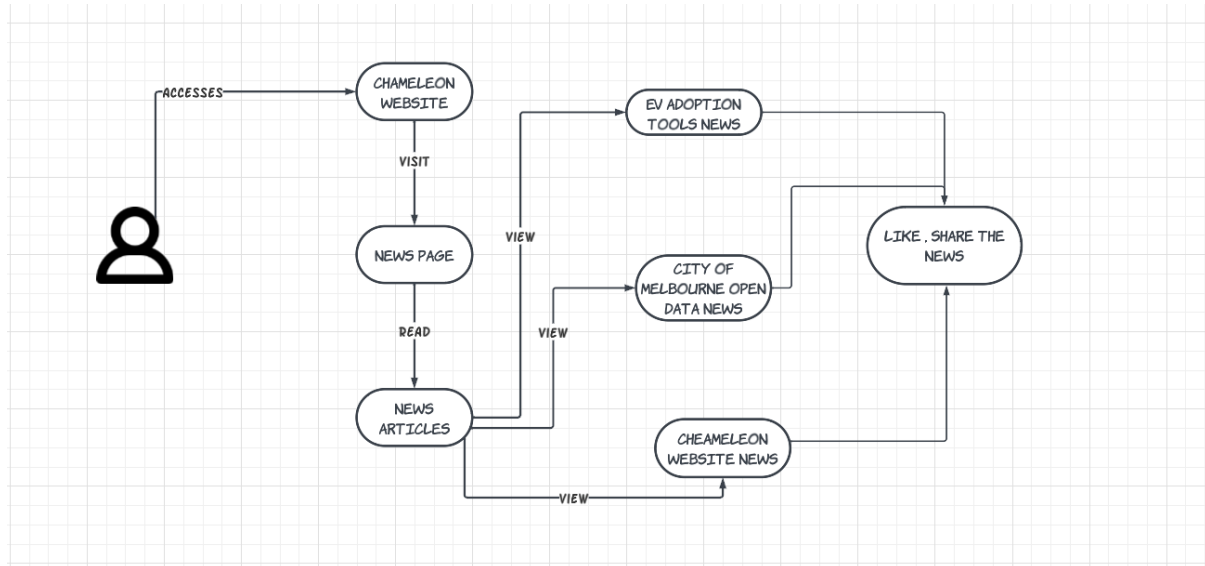 ACCESSES
CHAMELEON
WEBSITE
VISIT
NEWS PAGE
READ
NEWS
ARTICLES
VIEW
EV ADOPTION
TOOLS NEWS
VIEW
CITY OF
MELBOURNE OPEN
DATA NEWS
VIEW
CHEAMELEON
WEBSITE NEWS
LIKE , SHARE THE
NEWS